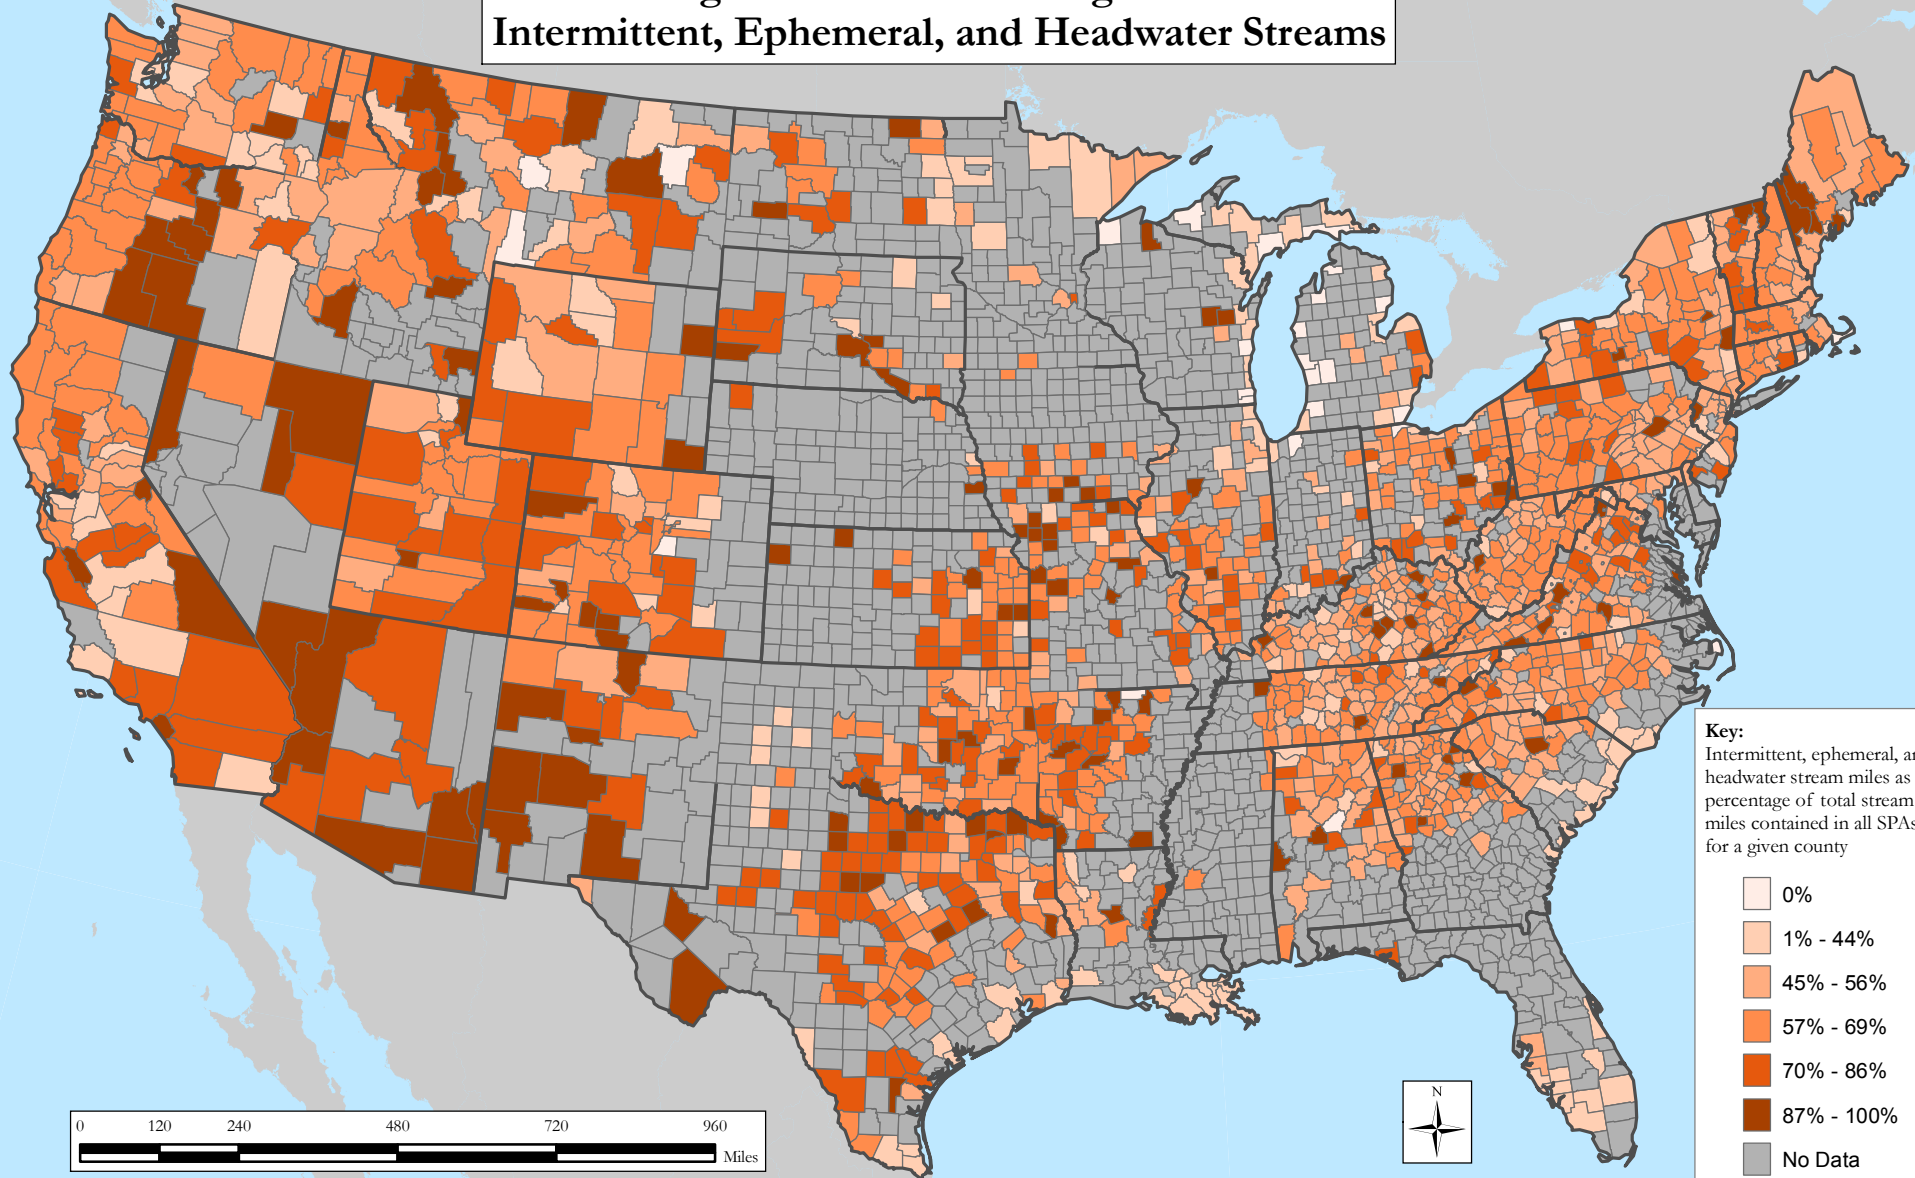 Intermittent, Ephemeral, and Headwater Streams
Key:
Intermittent, ephemeral, an
headwater stream miles as
percentage of total stream
miles contained in all SPAs
for a given county
0%
1% - 44%
45% - 56%
57% - 69%
70% - 86%
87% - 100%
No Data
N
0 120 240 480 720 960
Miles